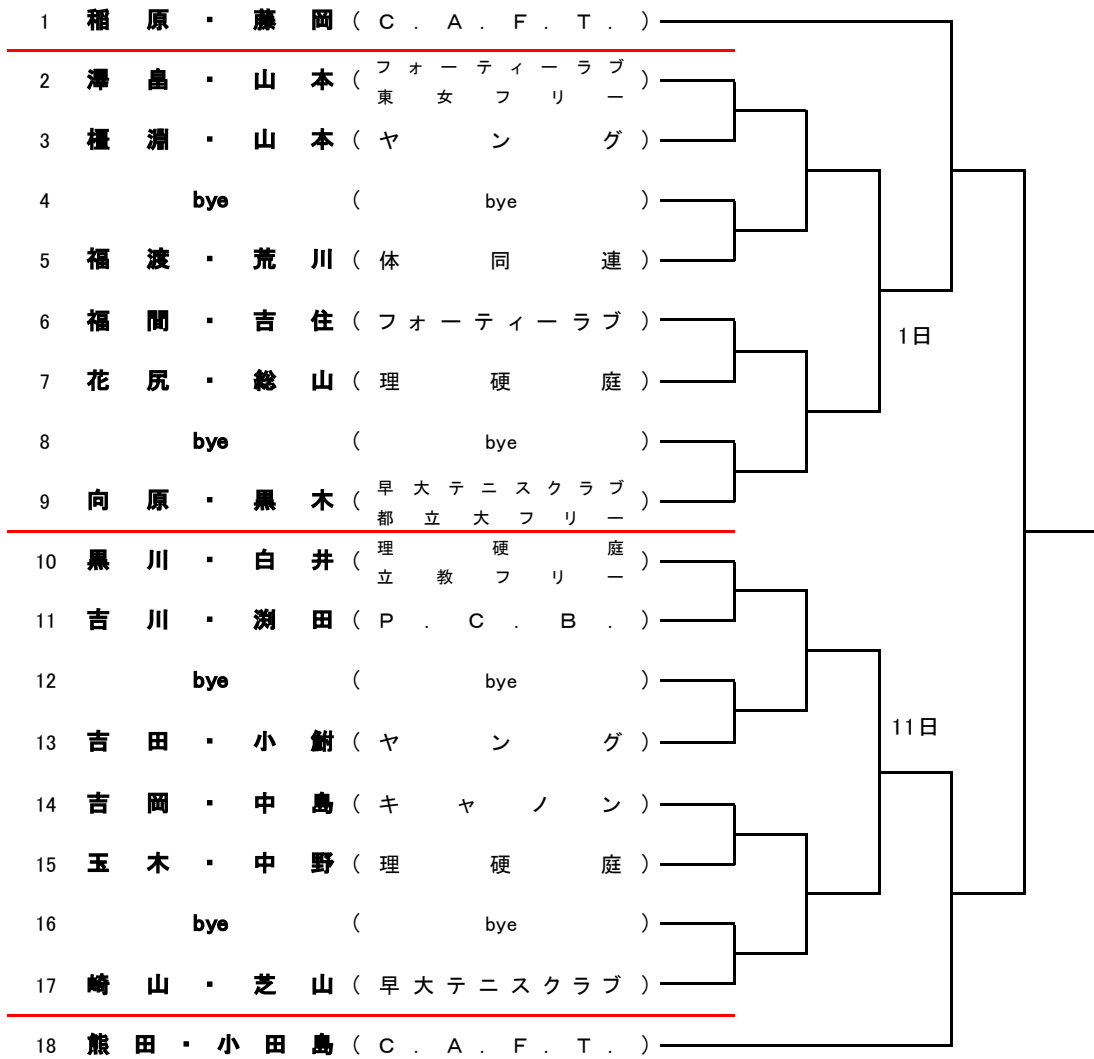 1 稲原・藤岡 (C.A.F.T.)
2 澤畠・山本 (フォーティーラブ
東女フリー)
3 橿淵・山本 (ヤング)
4 bye (bye)
5 福渡・荒川 (体同連)
6 福間・吉住 (フォーティーラブ)
1日
7 花尻・総山 (理硬庭)
8 bye (bye)
9 向原・黒木 (早大テニスクラブ
都立大フリー)
10 黒川・白井 (理硬庭
立教フリー)
11 吉川・渕田 (P.C.B.)
12 bye (bye)
11日
13 吉田・小鮒 (ヤング)
14 吉岡・中島 (キャノン)
15 玉木・中野 (理硬庭)
16 bye (bye)
17 崎山・芝山 (早大テニスクラブ)
18 熊田・小田島 (C.A.F.T.)